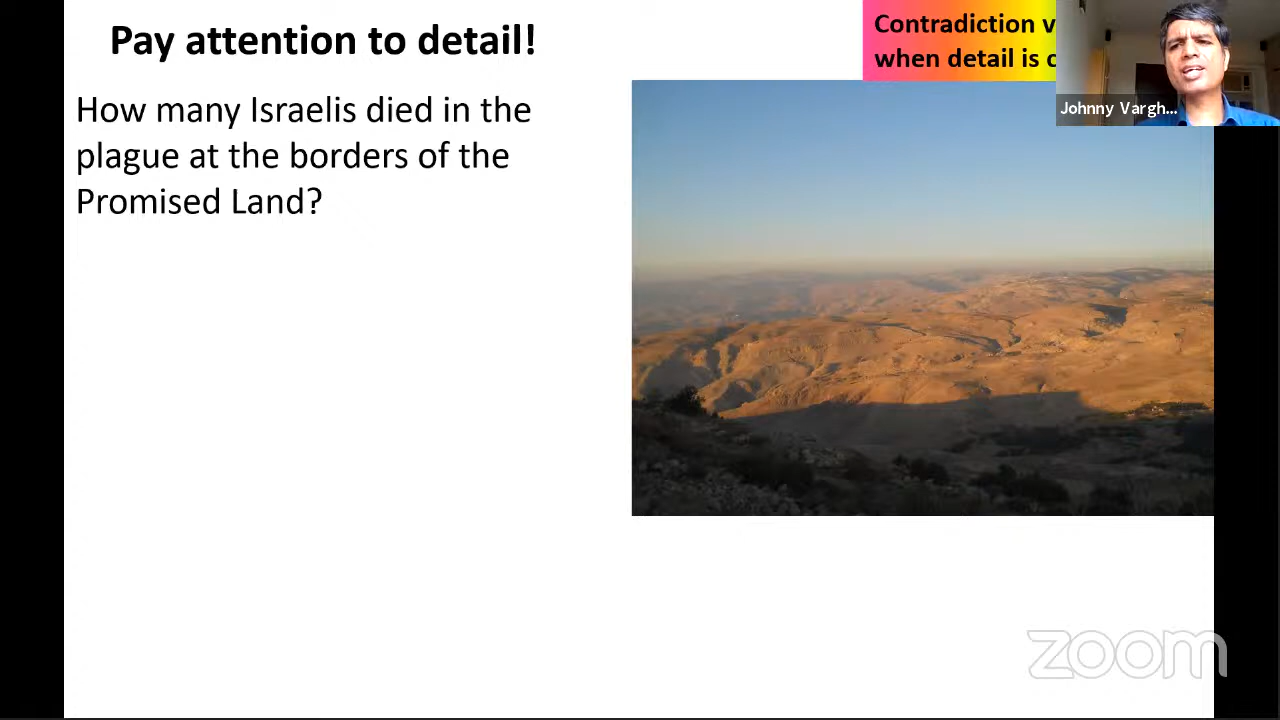 Pay attention to detail!
Contradiction
when detail is
Johnny Vargh...
How many Israelis died in the
plague at the borders of the
Promised Land?
zoom